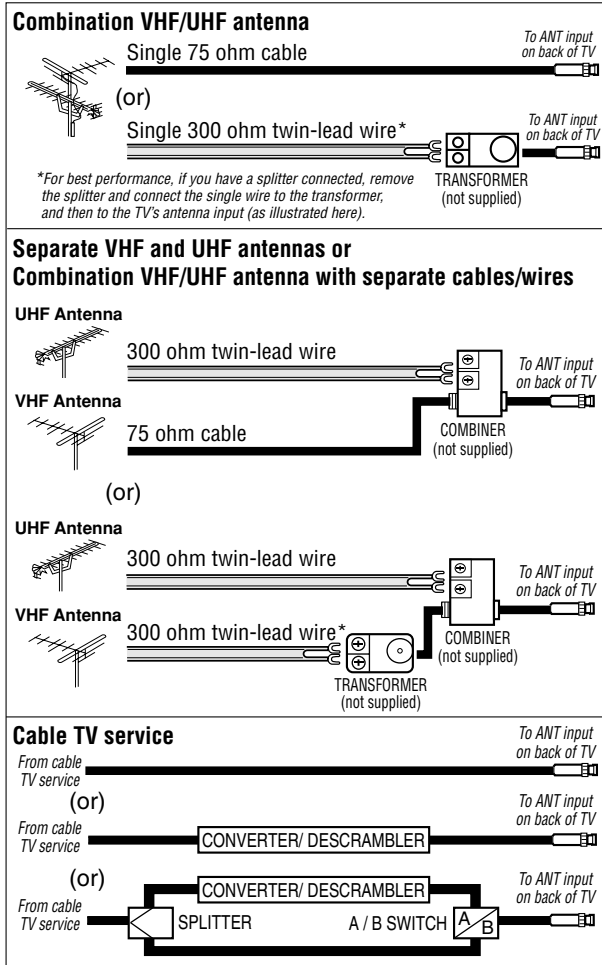 Combination VHF/UHF antenna
Single 75 ohm cable
To ANT input
on back of TV
(or)
Single 300 ohm twin-lead wire*
To ANT input
on back of TV
*For best performance, if you have a splitter connected, remove
the splitter and connect the single wire to the transformer,
and then to the TV's antenna input (as illustrated here).
TRANSFORMER
(not supplied)
Separate VHF and UHF antennas or
Combination VHF/UHF antenna with separate cables/wires
UHF Antenna
300 ohm twin-lead wire
To ANT input
on back of TV
VHF Antenna
75 ohm cable
COMBINER
(not supplied)
(or)
UHF Antenna
300 ohm twin-lead wire
To ANT input
on back of TV
VHF Antenna
300 ohm twin-lead wire*
COMBINER
(not supplied)
TRANSFORMER
(not supplied)
Cable TV service
To ANT input
on back of TV
From cable
TV service
(or)
To ANT input
on back of TV
From cable
TV service
CONVERTER/ DESCRAMBLER
(or)
CONVERTER/ DESCRAMBLER
To ANT input
on back of TV
From cable
TV service
SPLITTER
A / B SWITCH
A
B